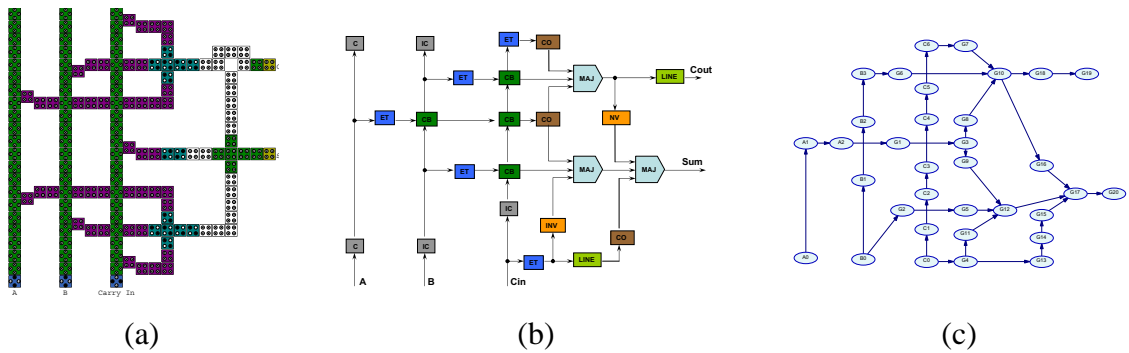 A B Carry In
ET
C IC CO
Cout
ET CB MAJ LINE
ET CB CB CO NV
Sum
ET CB MAJ MAJ
IC
C IC INV CO
ET LINE
A B Cin
C6 G7
B3 G6 G10 G18 G19
C5
B2 C4 G8
A1 A2 G1 G3
C3 G9 G16
B1 C2 G17 G20
G2 G5 G12 G15
C1 G11 G14
A0 B0 C0 G4 G13
(a) (b) (c)